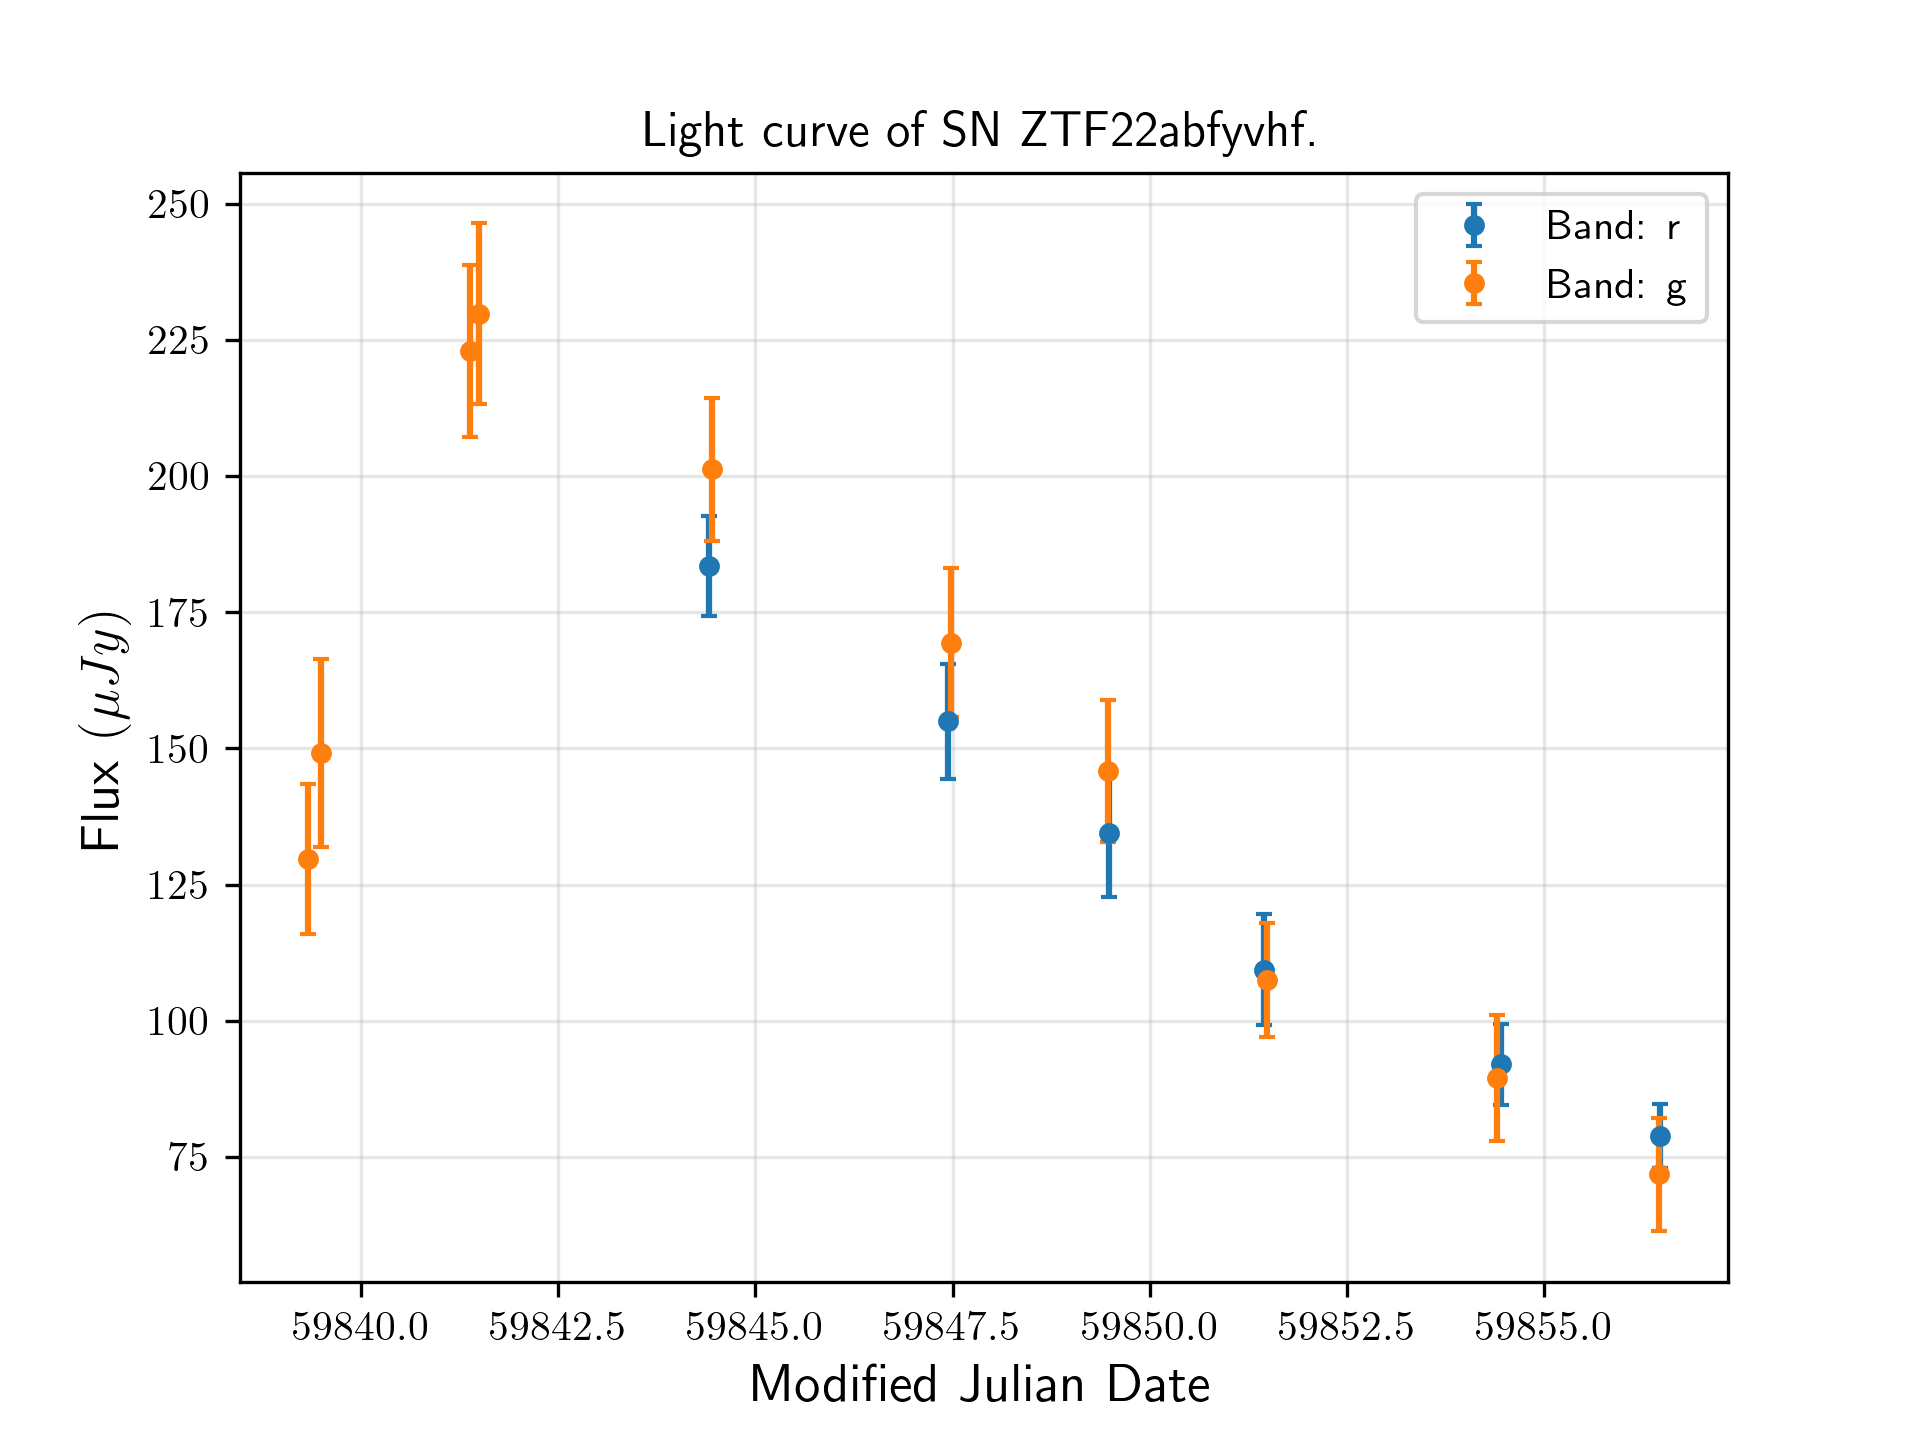 Light curve of SN ZTF22abfyvhf.
250
225
200
175
150
125
100
75
Flux (μJy)
Band: r
Band: g
59840.0 59842.5 59845.0 59847.5 59850.0 59852.5 59855.0
Modified Julian Date